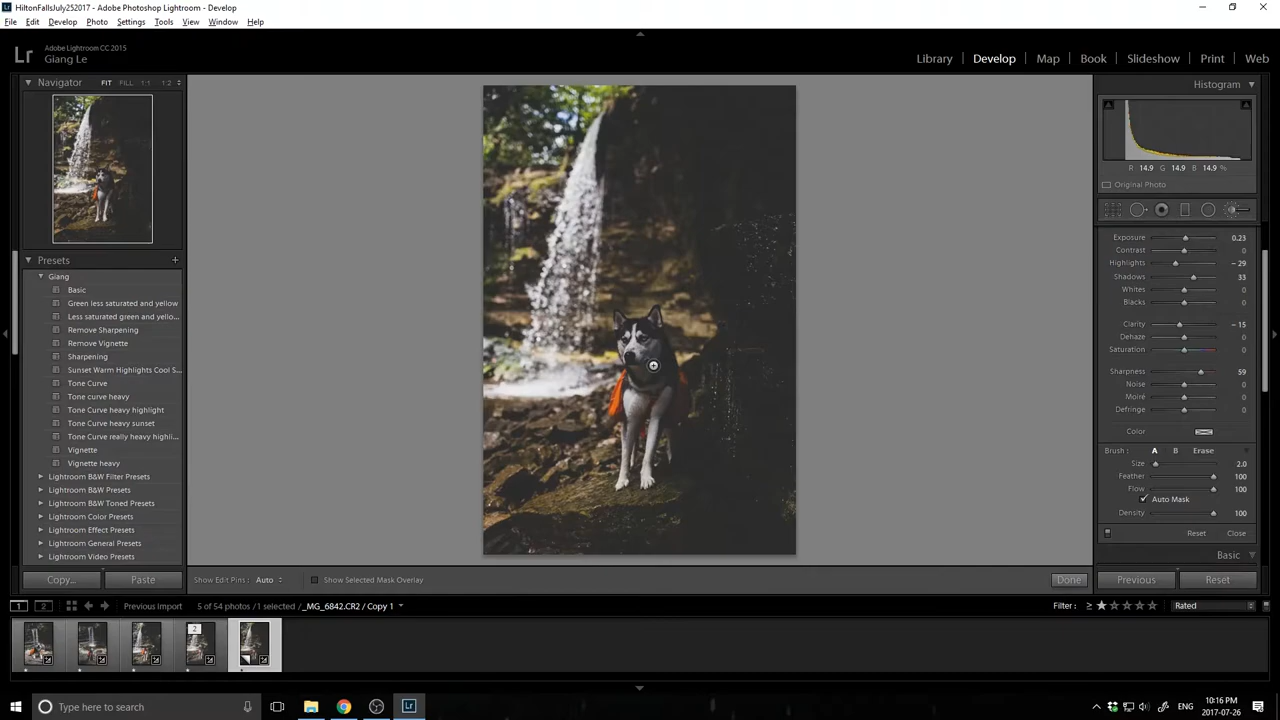 HiltonFallsJuly252017 - Adobe Photoshop Lightroom - Develop
File Edit Develop Photo Settings Tools View Window Help
Lr Adobe Lightroom CC 2015
Giang Le
Library Develop Map Book Slideshow Print Web
Navigator FIT FILL 1:1 1:2
Histogram
R 14.9 G 14.9 B 14.9 %
Original Photo
Presets +
Giang
Basic
Green less saturated and yellow
Less saturated green and yello...
Remove Sharpening
Remove Vignette
Sharpening
Sunset Warm Highlights Cool S...
Tone Curve
Tone curve heavy
Tone Curve heavy highlight
Tone Curve heavy sunset
Tone Curve really heavy highli...
Vignette
Vignette heavy
Lightroom B&W Filter Presets
Lightroom B&W Presets
Lightroom B&W Toned Presets
Lightroom Color Presets
Lightroom Effect Presets
Lightroom General Presets
Lightroom Video Presets
Copy... Paste
Exposure 0.23
Contrast 0
Highlights – 29
Shadows 33
Whites 0
Blacks 0
Clarity – 15
Dehaze 0
Saturation 0
Sharpness 59
Noise 0
Moiré 0
Defringe 0
Color
Brush : A B Erase
Size 2.0
Feather 100
Flow 100
Auto Mask
Density 100
Reset Close
Basic
Previous Reset
Show Edit Pins : Auto Show Selected Mask Overlay Done
1 2 Previous import 5 of 54 photos / 1 selected / _MG_6842.CR2 / Copy 1 Filter : ≥ ★ Rated
2
Type here to search
Lr
ENG
10:16 PM
2017-07-26